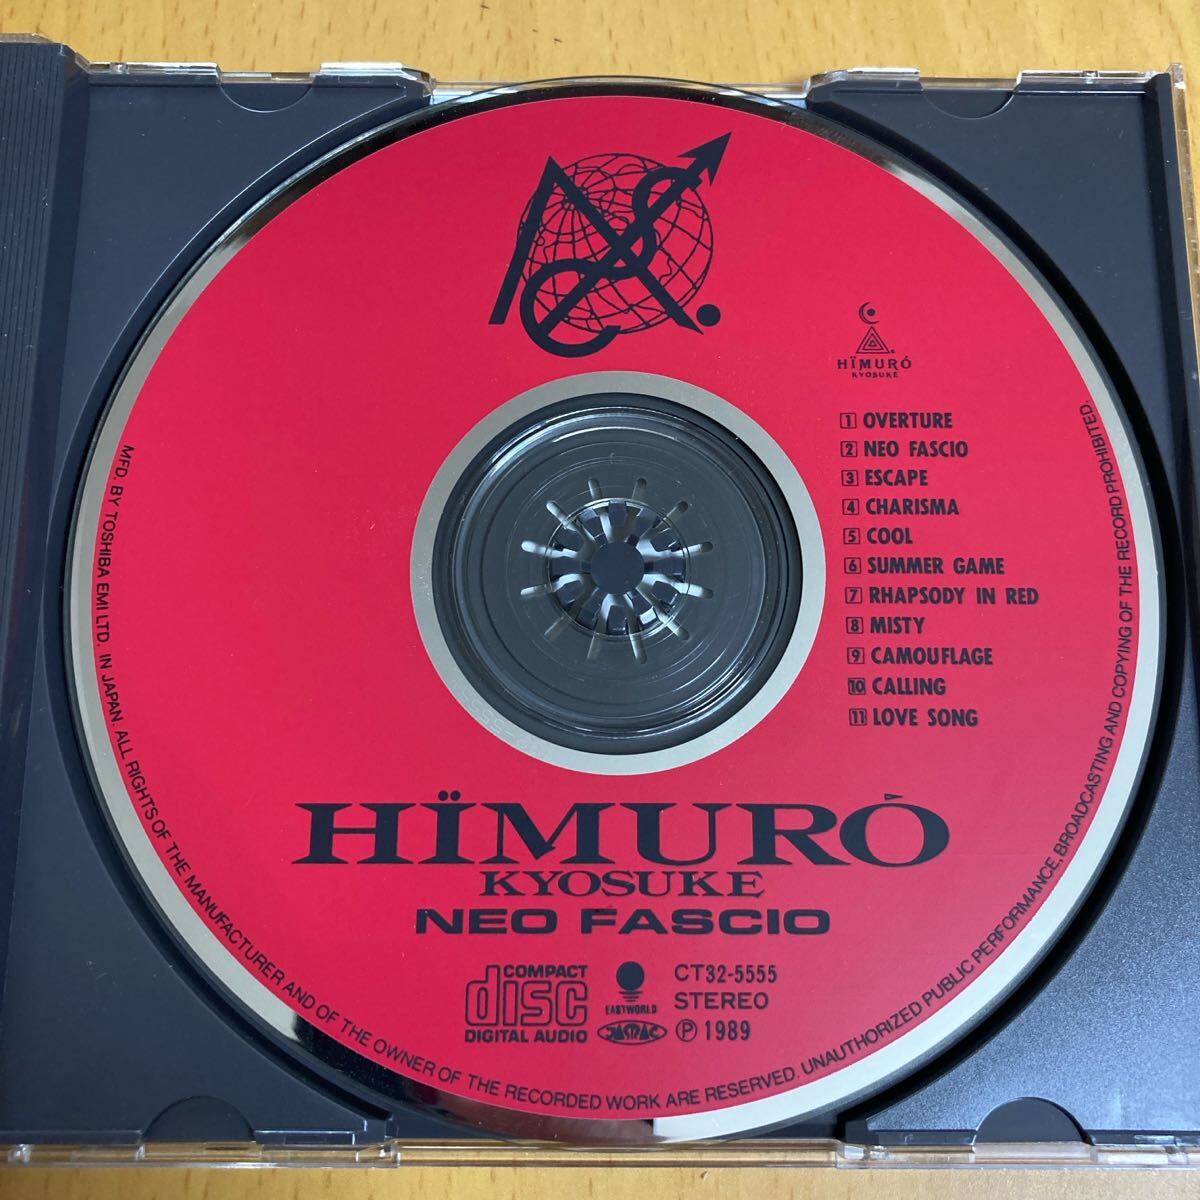 N.S.C.
HÏMURÓ
KYOSUKE
1 OVERTURE
2 NEO FASCIO
3 ESCAPE
4 CHARISMA
5 COOL
6 SUMMER GAME
7 RHAPSODY IN RED
8 MISTY
9 CAMOUFLAGE
10 CALLING
11 LOVE SONG
HÏMURÓ
KYOSUKE
NEO FASCIO
COMPACT
disc
DIGITAL AUDIO
EASTWORLD
JASRAC
CT32-5555
STEREO
℗ 1989
MFD. BY TOSHIBA EMI LTD. IN JAPAN. ALL RIGHTS OF THE MANUFACTURER AND OF THE OWNER OF THE RECORDED WORK ARE RESERVED. UNAUTHORIZED PUBLIC PERFORMANCE, BROADCASTING AND COPYING OF THE RECORD PROHIBITED.